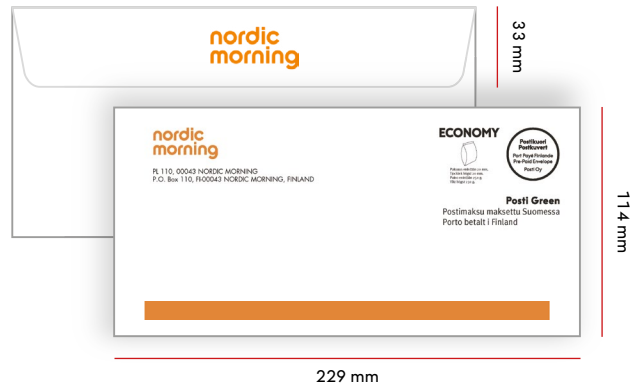 nordic
morning
33 mm
nordic
morning
PL 110, 00043 NORDIC MORNING
P.O. Box 110, FI-00043 NORDIC MORNING, FINLAND
ECONOMY
Postikuori
Postkuvert
Port Payé Finlande
Pre-Paid Envelope
Posti Oy
Posti Green
Postimaksu maksettu Suomessa
Porto betalt i Finland
114 mm
229 mm